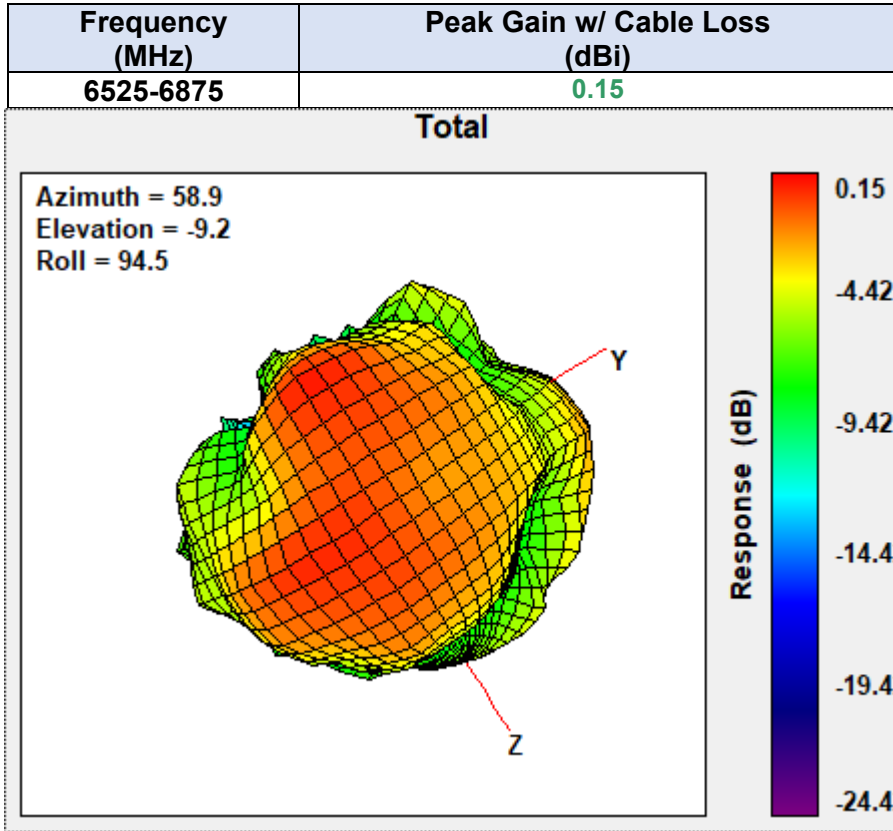 Frequency
(MHz)
Peak Gain w/ Cable Loss
(dBi)
6525-6875
0.15
Total
Azimuth = 58.9
Elevation = -9.2
Roll = 94.5
Y
Z
Response (dB)
0.15
-4.42
-9.42
-14.4
-19.4
-24.4